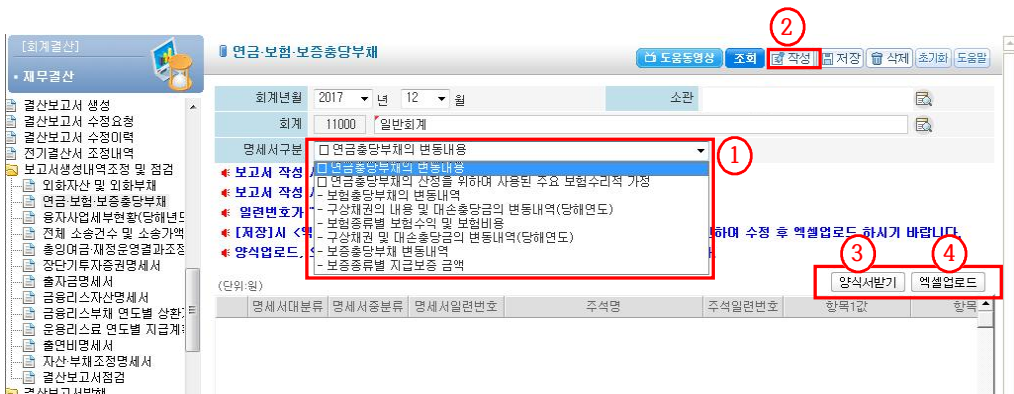 [회계결산]
• 재무결산
결산보고서 생성
결산보고서 수정요청
결산보고서 수정이력
전기결산서 조정내역
보고서생성내역조정 및 점검
외화자산 및 외화부채
연금·보험·보증충당부채
융자사업세부현황(당해년도
전체 소송건수 및 소송가액
총잉여금·재정운영결과조정
장단기투자증권명세서
출자금명세서
금융리스자산명세서
금융리스부채 연도별 상환
운용리스료 연도별 지급계
출연비명세서
자산·부채조정명세서
결산보고서점검
결산보고서발행
연금·보험·보증충당부채
②
도움동영상 조회 작성 저장 삭제 초기화 도움말
회계년월 2017 년 12 월 소관
회계 11000 일반회계
명세서구분 □ 연금충당부채의 변동내용
①
□ 연금충당부채의 변동내용
□ 연금충당부채의 산정을 위하여 사용된 주요 보험수리적 가정
- 보험충당부채의 변동내역
- 구상채권의 내용 및 대손충당금의 변동내역(당해연도)
- 보험종류별 보험수익 및 보험비용
- 구상채권 및 대손충당금의 변동내역(당해연도)
- 보증충당부채 변동내역
- 보증종류별 지급보증 금액
보고서 작성
보고서 작성
일련번호가
[저장]시 <엑 하며 수정 후 엑셀업로드 하시기 바랍니다.
양식업로드,
③ ④
(단위:원) 양식서받기 엑셀업로드
명세서대분류 명세서중분류 명세서일련번호 주석명 주석일련번호 항목1값 항목